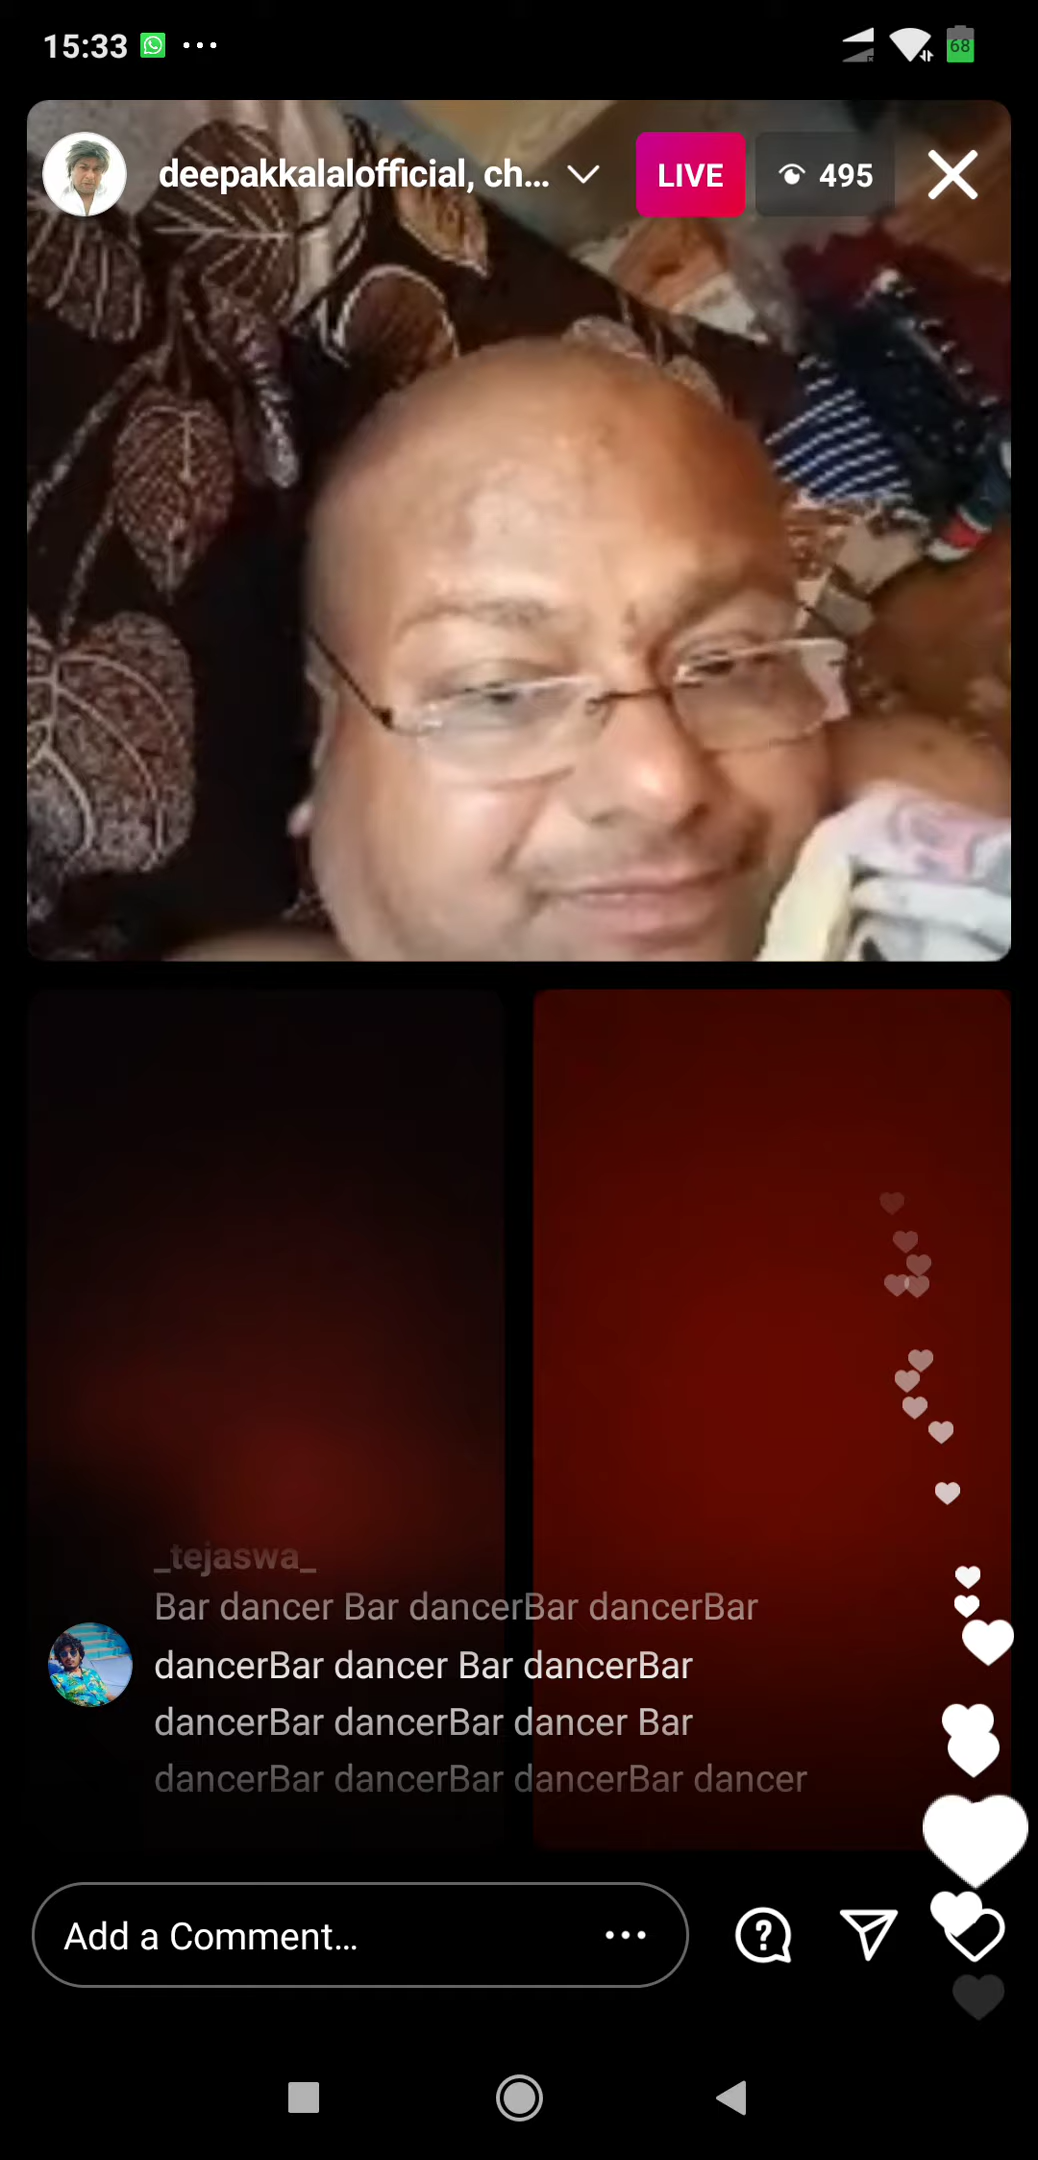 15:33
68
deepakkalalofficial, ch...
LIVE
495
_tejaswa_
Bar dancer Bar dancerBar dancerBar
dancerBar dancer Bar dancerBar
dancerBar dancerBar dancer Bar
dancerBar dancerBar dancerBar dancer
Add a Comment...